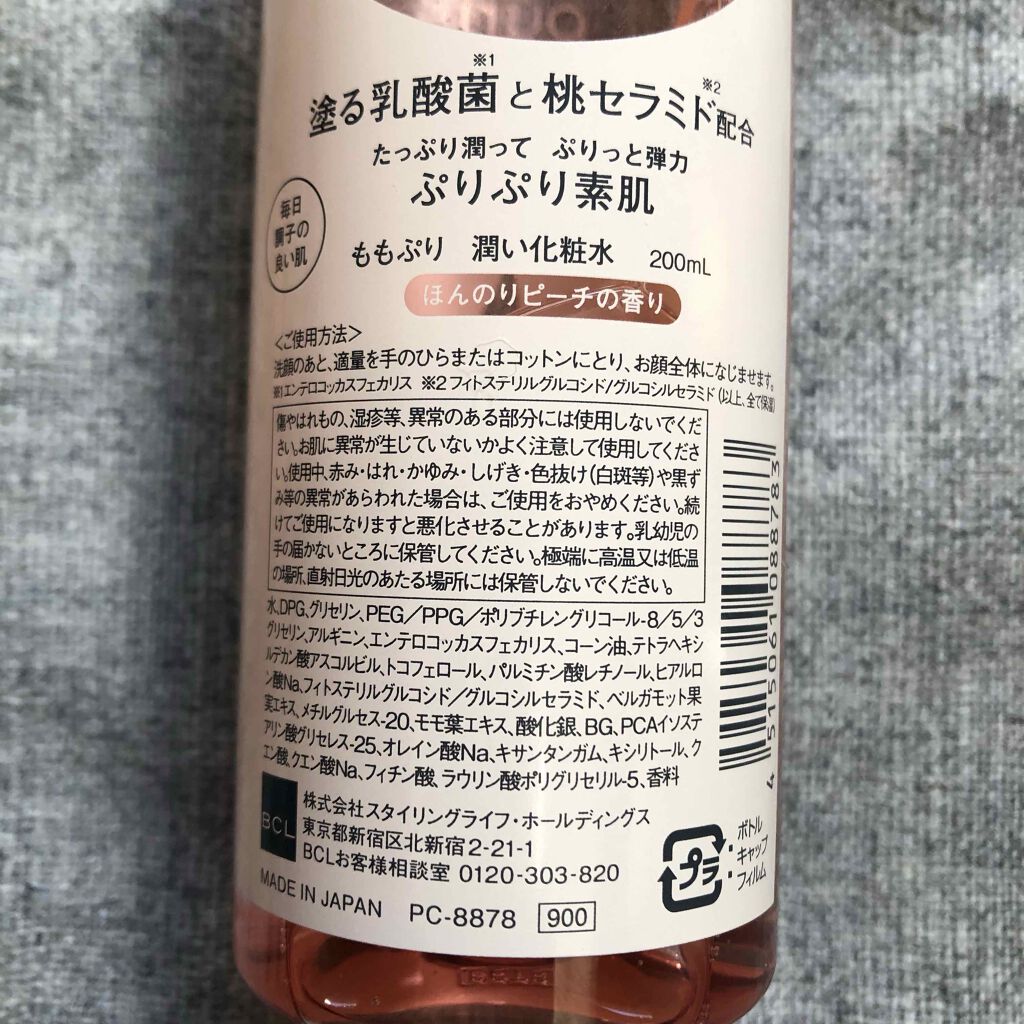 ※1 ※2
塗る乳酸菌と桃セラミド配合
たっぷり潤って ぷりっと弾力
ぷりぷり素肌
毎日
調子の
良い肌
ももぷり 潤い化粧水 200mL
ほんのりピーチの香り
<ご使用方法>
洗顔のあと、適量を手のひらまたはコットンにとり、お顔全体になじませます。
※1 エンテロコッカスフェカリス ※2 フィトステリルグルコシド/グルコシルセラミド (以上、全て保湿)
傷やはれもの、湿疹等、異常のある部分には使用しないでくだ
さい。お肌に異常が生じていないかよく注意して使用してくださ
い。使用中、赤み・はれ・かゆみ・しげき・色抜け(白斑等)や黒ず
み等の異常があらわれた場合は、ご使用をおやめください。続
けてご使用になりますと悪化させることがあります。乳幼児の
手の届かないところに保管してください。極端に高温又は低温
の場所、直射日光のあたる場所には保管しないでください。
水、DPG、グリセリン、PEG/PPG/ポリブチレングリコール-8/5/3
グリセリン、アルギニン、エンテロコッカスフェカリス、コーン油、テトラヘキシ
ルデカン酸アスコルビル、トコフェロール、パルミチン酸レチノール、ヒアルロ
ン酸Na、フィトステリルグルコシド/グルコシルセラミド、ベルガモット果
実エキス、メチルグルセス-20、モモ葉エキス、酸化銀、BG、PCAイソステ
アリン酸グリセレス-25、オレイン酸Na、キサンタンガム、キシリトール、ク
エン酸、クエン酸Na、フィチン酸、ラウリン酸ポリグリセリル-5、香料
4 515061 088783
BCL
株式会社スタイリングライフ・ホールディングス
東京都新宿区北新宿2-21-1
BCLお客様相談室 0120-303-820
プラ
ボトル
・キャップ
・フィルム
MADE IN JAPAN PC-8878 900